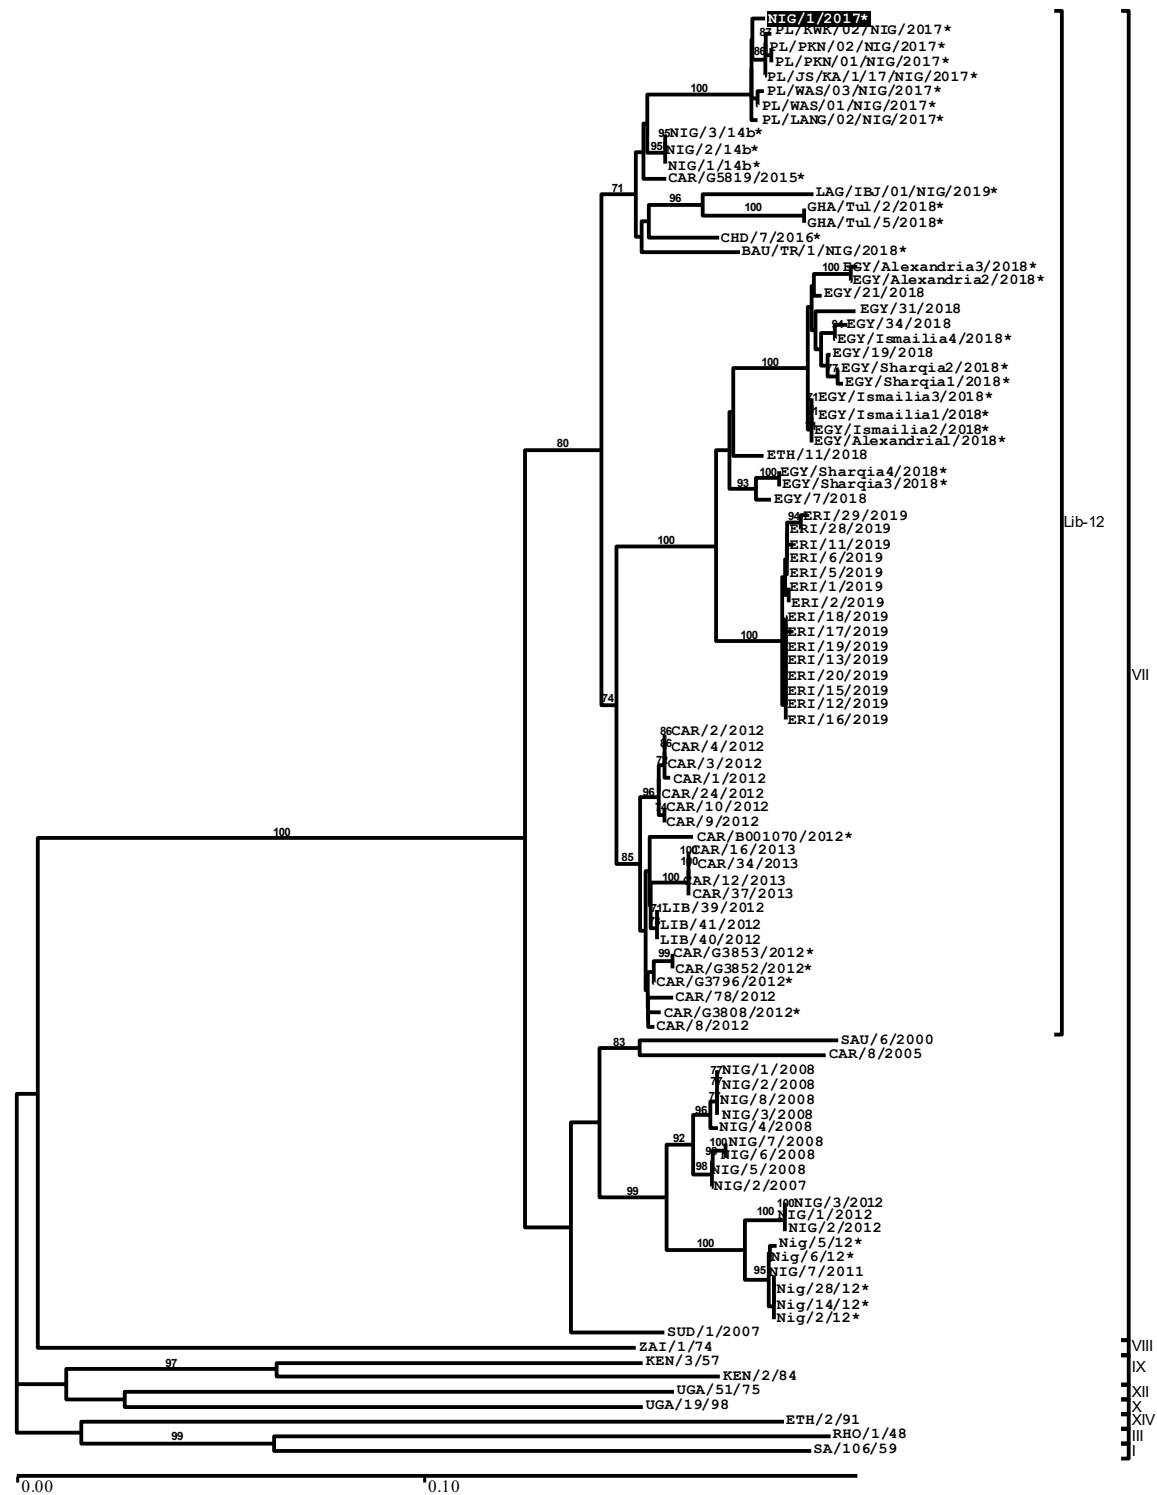 NIG/1/2017*
87
PL/KWK/02/NIG/2017*
PL/PKN/02/NIG/2017*
86
PL/PKN/01/NIG/2017*
PL/JS/KA/1/17/NIG/2017*
100
PL/WAS/03/NIG/2017*
PL/WAS/01/NIG/2017*
PL/LANG/02/NIG/2017*
95
NIG/3/14b*
95
NIG/2/14b*
NIG/1/14b*
CAR/G5819/2015*
71
LAG/IBJ/01/NIG/2019*
96
GHA/Tul/2/2018*
100
GHA/Tul/5/2018*
CHD/7/2016*
BAU/TR/1/NIG/2018*
100
EGY/Alexandria3/2018*
EGY/Alexandria2/2018*
EGY/21/2018
EGY/31/2018
EGY/34/2018
EGY/Ismailia4/2018*
EGY/19/2018
100
77
EGY/Sharqia2/2018*
EGY/Sharqia1/2018*
71
EGY/Ismailia3/2018*
EGY/Ismailia1/2018*
EGY/Ismailia2/2018*
EGY/Alexandria1/2018*
80
ETH/11/2018
100
EGY/Sharqia4/2018*
93
EGY/Sharqia3/2018*
EGY/7/2018
94
ERI/29/2019
Lib-12
ERI/28/2019
100
ERI/11/2019
ERI/6/2019
ERI/5/2019
ERI/1/2019
ERI/2/2019
ERI/18/2019
100
ERI/17/2019
ERI/19/2019
ERI/13/2019
VII
ERI/20/2019
ERI/15/2019
74
ERI/12/2019
ERI/16/2019
86
CAR/2/2012
86
CAR/4/2012
CAR/3/2012
CAR/1/2012
96
CAR/24/2012
74
CAR/10/2012
CAR/9/2012
100
CAR/B001070/2012*
100
CAR/16/2013
85
100
CAR/34/2013
100
CAR/12/2013
CAR/37/2013
71
LIB/39/2012
LIB/41/2012
LIB/40/2012
99
CAR/G3853/2012*
CAR/G3852/2012*
CAR/G3796/2012*
CAR/78/2012
CAR/G3808/2012*
CAR/8/2012
83
SAU/6/2000
CAR/8/2005
77
NIG/1/2008
77
NIG/2/2008
NIG/8/2008
96
NIG/3/2008
NIG/4/2008
92
100
NIG/7/2008
NIG/6/2008
98
NIG/5/2008
99
NIG/2/2007
100
NIG/3/2012
100
NIG/1/2012
NIG/2/2012
100
Nig/5/12*
Nig/6/12*
95
NIG/7/2011
Nig/28/12*
Nig/14/12*
Nig/2/12*
SUD/1/2007
ZAI/1/74
VIII
97
KEN/3/57
IX
KEN/2/84
UGA/51/75
XII
UGA/19/98
X
ETH/2/91
XIV
99
RHO/1/48
III
SA/106/59
I
0.00
0.10